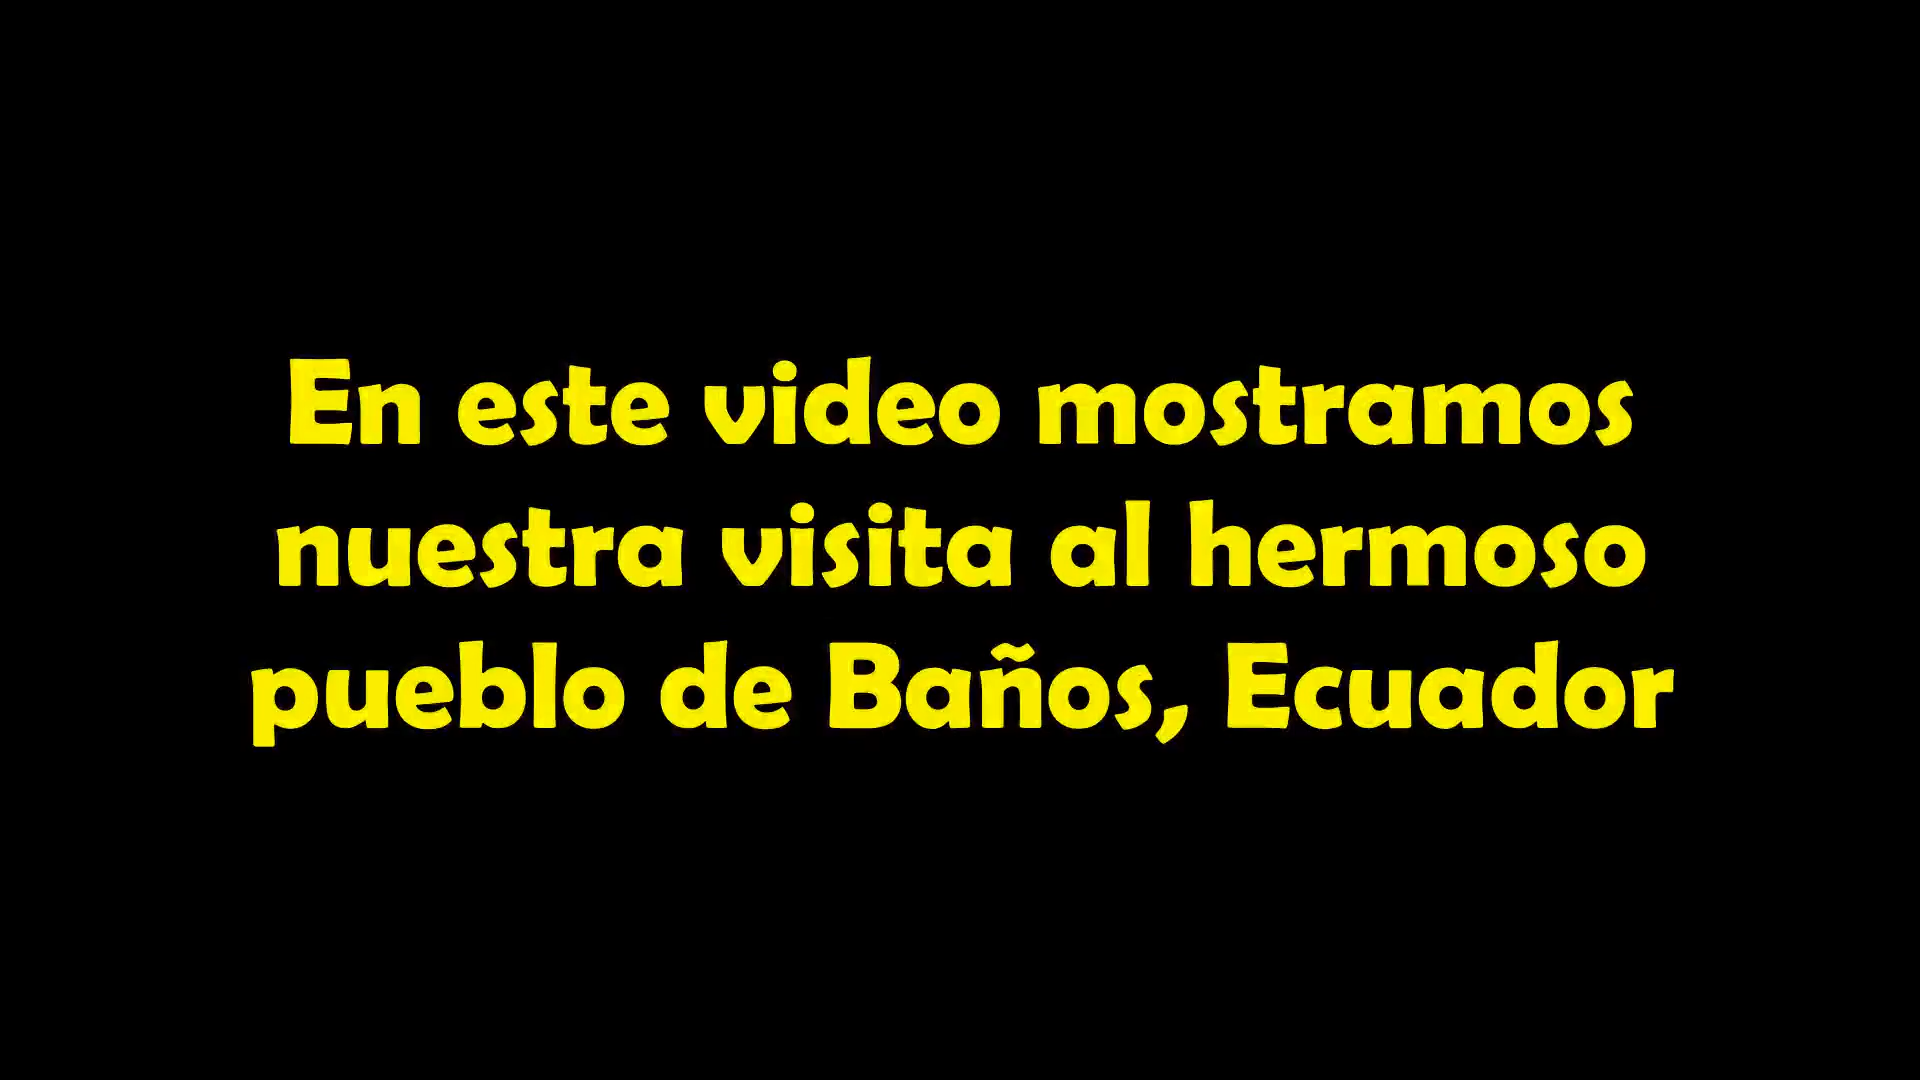 En este video mostramos
nuestra visita al hermoso
pueblo de Baños, Ecuador